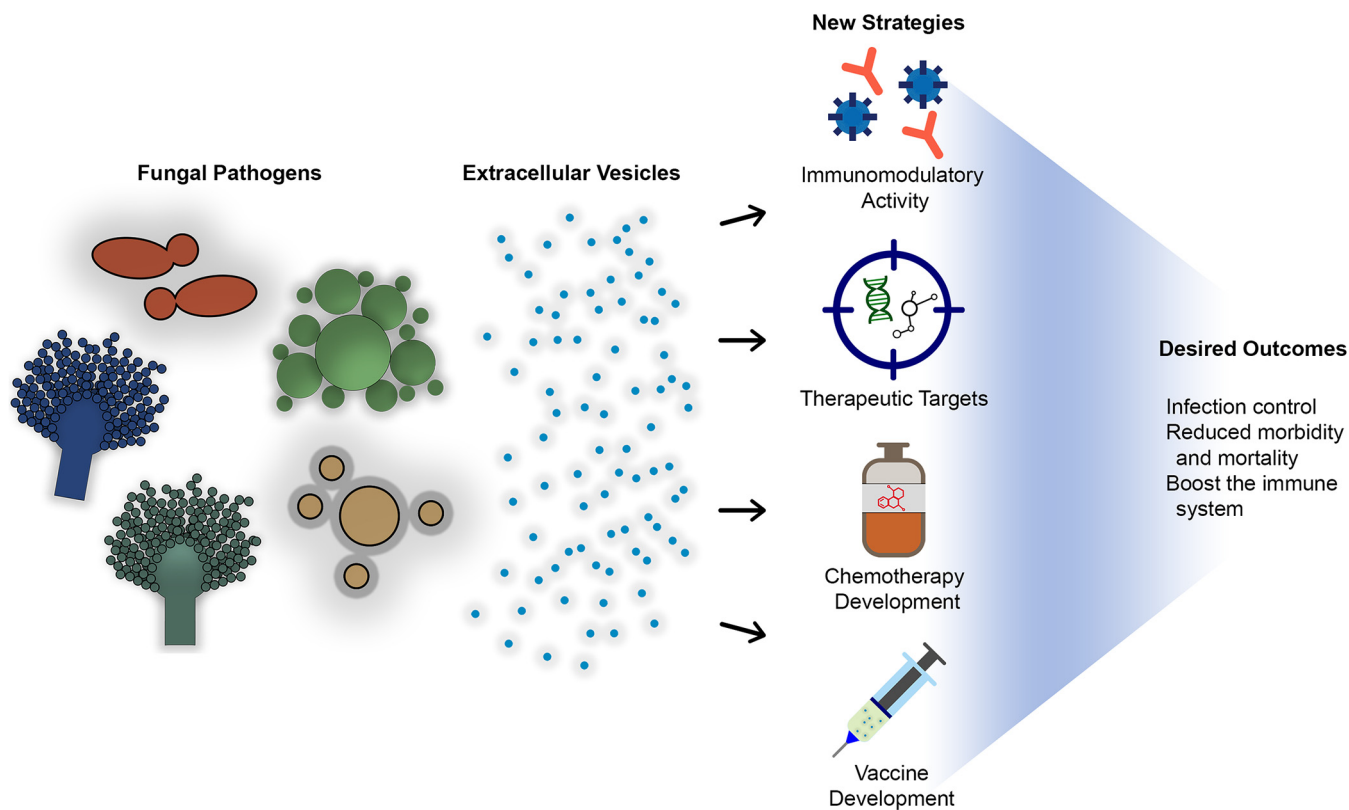 New Strategies
Fungal Pathogens
Extracellular Vesicles
Immunomodulatory
Activity
Therapeutic Targets
Chemotherapy
Development
Vaccine
Development
Desired Outcomes
Infection control
Reduced morbidity
and mortality
Boost the immune
system